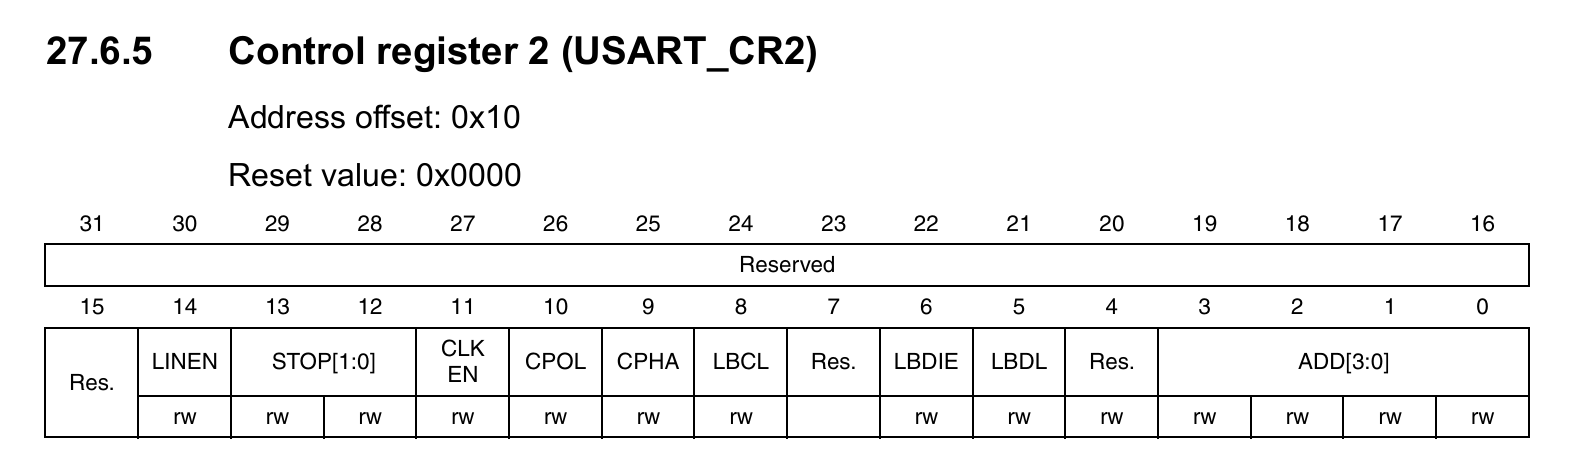 27.6.5 Control register 2 (USART_CR2)
Address offset: 0x10
Reset value: 0x0000
31 30 29 28 27 26 25 24 23 22 21 20 19 18 17 16
Reserved
15 14 13 12 11 10 9 8 7 6 5 4 3 2 1 0
Res. LINEN STOP[1:0] CLK EN CPOL CPHA LBCL Res. LBDIE LBDL Res. ADD[3:0]
rw rw rw rw rw rw rw rw rw rw rw rw rw rw